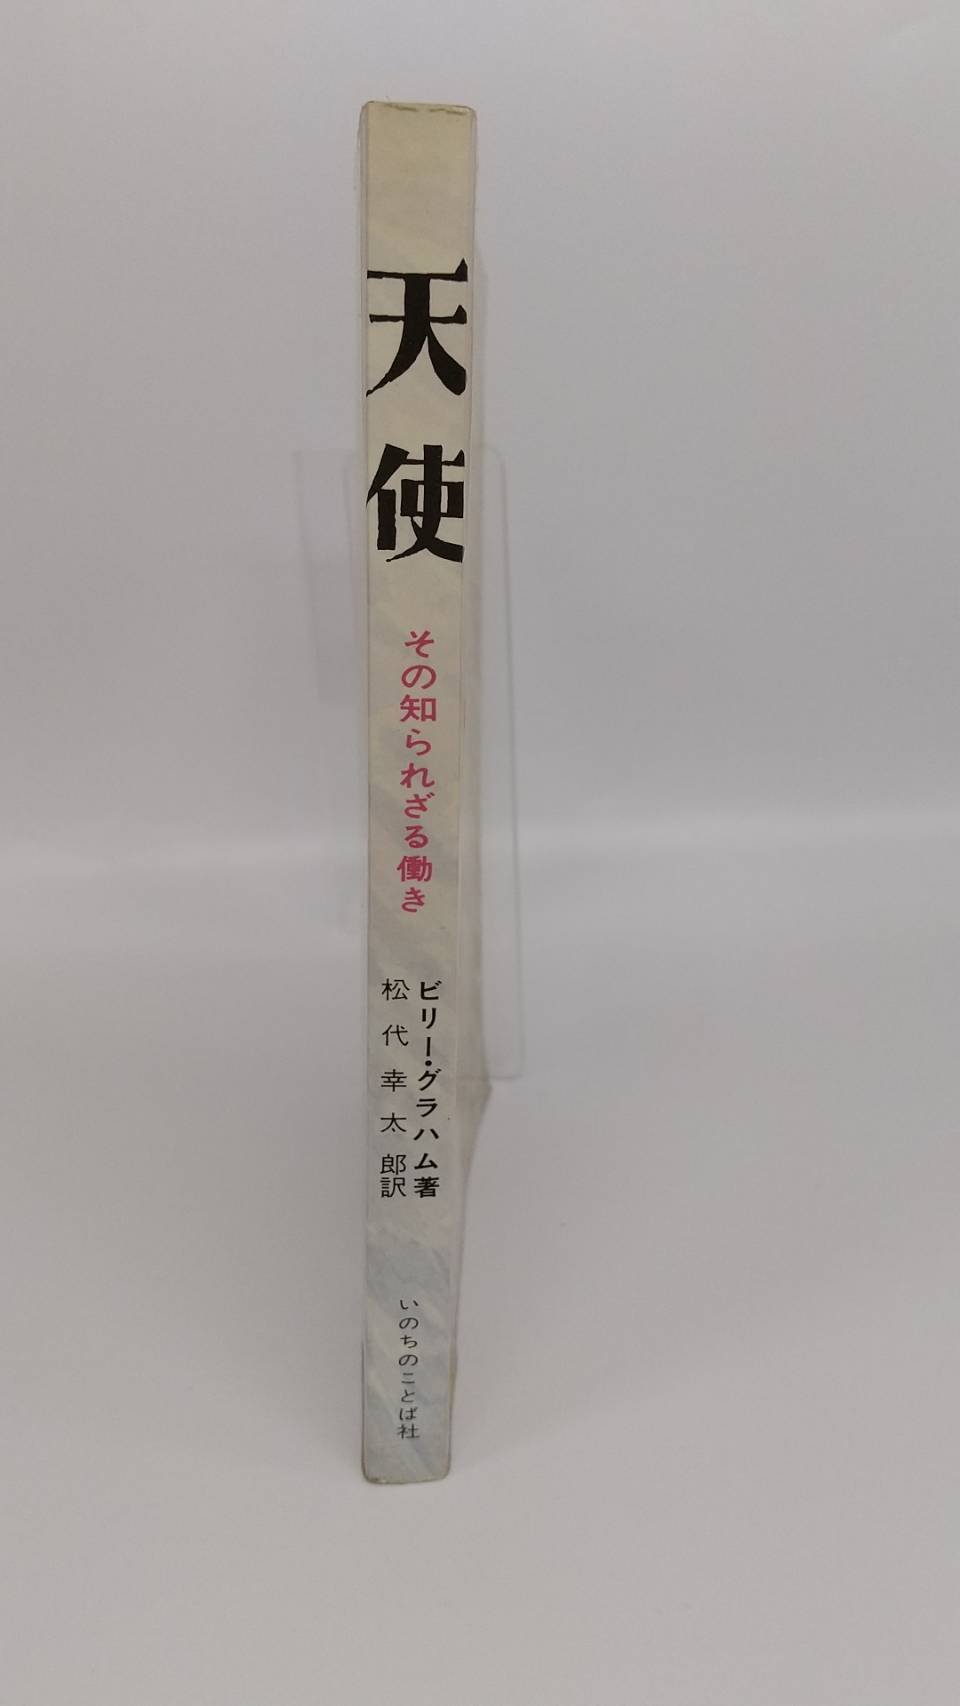 天使
その知られざる働き
ビリー・グラハム著
松代幸太郎訳
いのちのことば社